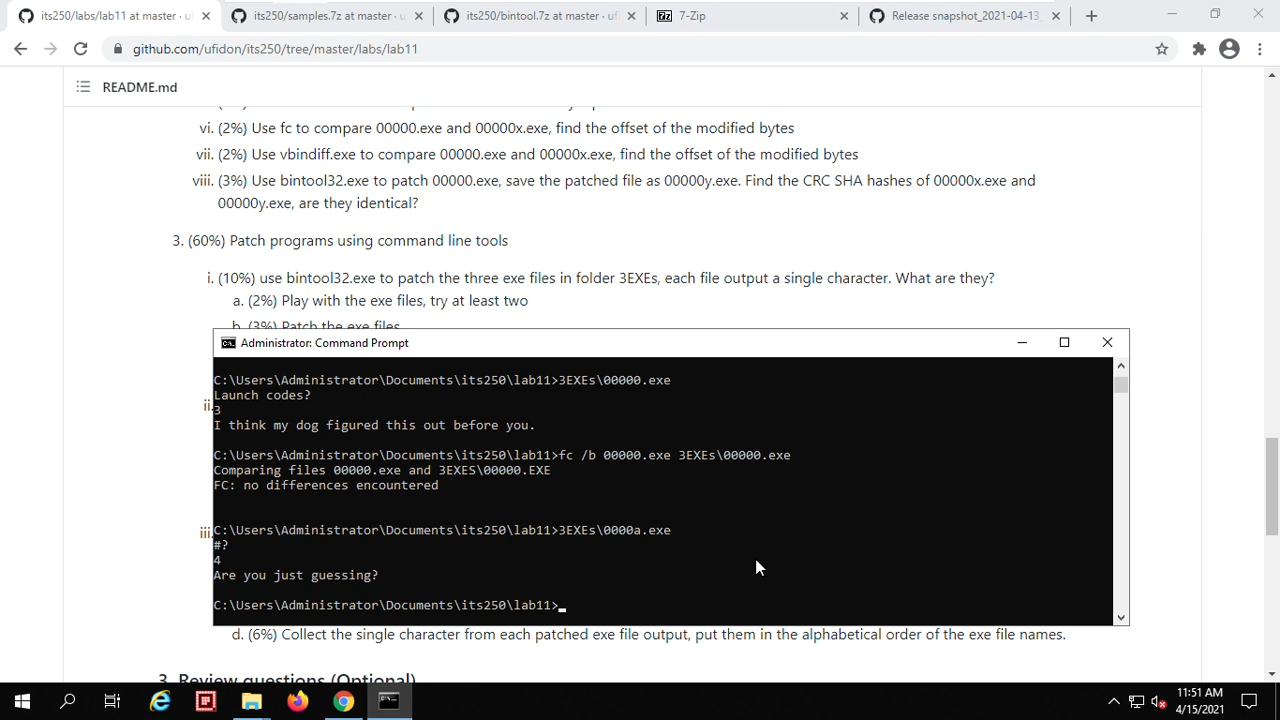 its250/labs/lab11 at master · u
its250/samples.7z at master · u
its250/bintool.7z at master · uf
7-Zip
Release snapshot_2021-04-13_
github.com/ufidon/its250/tree/master/labs/lab11
README.md
vi. (2%) Use fc to compare 00000.exe and 00000x.exe, find the offset of the modified bytes
vii. (2%) Use vbindiff.exe to compare 00000.exe and 00000x.exe, find the offset of the modified bytes
viii. (3%) Use bintool32.exe to patch 00000.exe, save the patched file as 00000y.exe. Find the CRC SHA hashes of 00000x.exe and
00000y.exe, are they identical?
3. (60%) Patch programs using command line tools
i. (10%) use bintool32.exe to patch the three exe files in folder 3EXEs, each file output a single character. What are they?
a. (2%) Play with the exe files, try at least two
b. (3%) Patch the exe files
Administrator: Command Prompt
C:\Users\Administrator\Documents\its250\lab11>3EXEs\00000.exe
Launch codes?
ii.
3
I think my dog figured this out before you.
C:\Users\Administrator\Documents\its250\lab11>fc /b 00000.exe 3EXEs\00000.exe
Comparing files 00000.exe and 3EXES\00000.EXE
FC: no differences encountered
iii.
C:\Users\Administrator\Documents\its250\lab11>3EXEs\0000a.exe
#?
4
Are you just guessing?
C:\Users\Administrator\Documents\its250\lab11>
d. (6%) Collect the single character from each patched exe file output, put them in the alphabetical order of the exe file names.
3. Review questions (Optional)
11:51 AM
4/15/2021